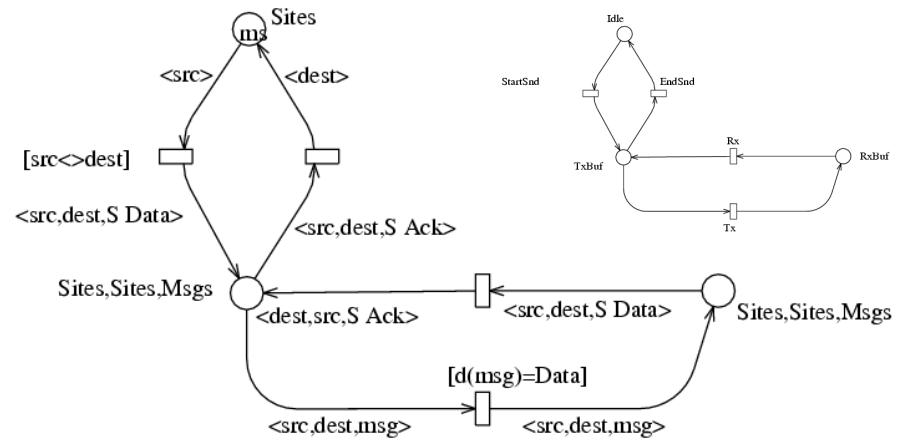 Sites
ms
<src>
<dest>
[src<>dest]
<src,dest,S Data>
<src,dest,S Ack>
Sites,Sites,Msgs
<dest,src,S Ack>
<src,dest,S Data>
Sites,Sites,Msgs
[d(msg)=Data]
<src,dest,msg>
<src,dest,msg>
Idle
StartSnd
EndSnd
Rx
TxBuf
RxBuf
Tx